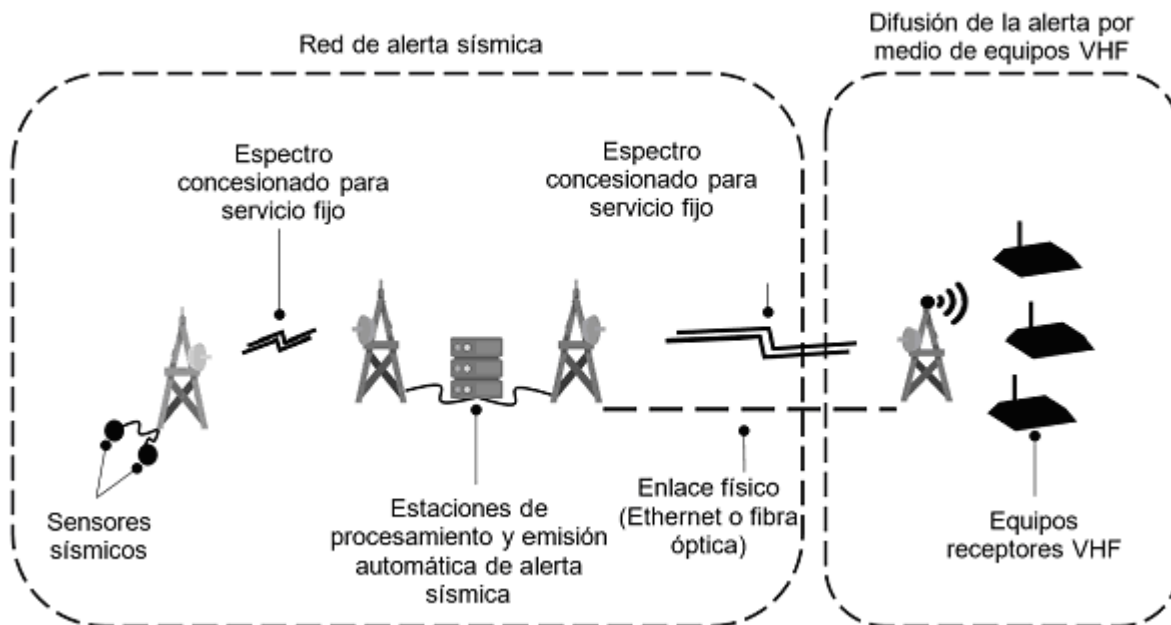 Red de alerta sísmica
Difusión de la alerta por
medio de equipos VHF
Espectro
concesionado para
servicio fijo
Espectro
concesionado para
servicio fijo
Sensores
sísmicos
Estaciones de
procesamiento y emisión
automática de alerta
sísmica
Enlace físico
(Ethernet o fibra
óptica)
Equipos
receptores VHF